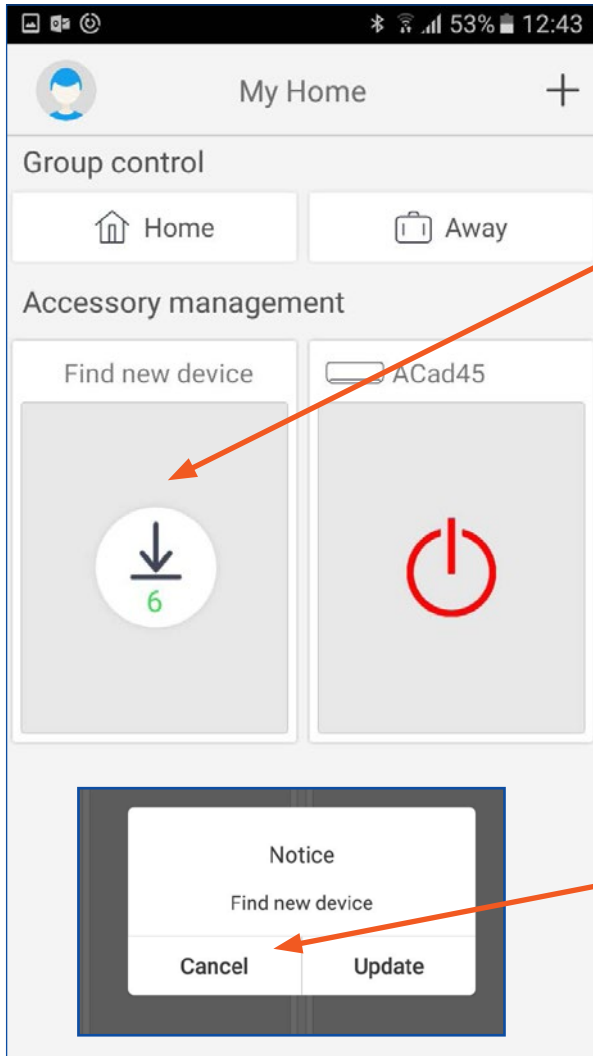 53% 12:43
My Home
Group control
Home Away
Accessory management
Find new device ACad45
6
Notice
Find new device
Cancel Update